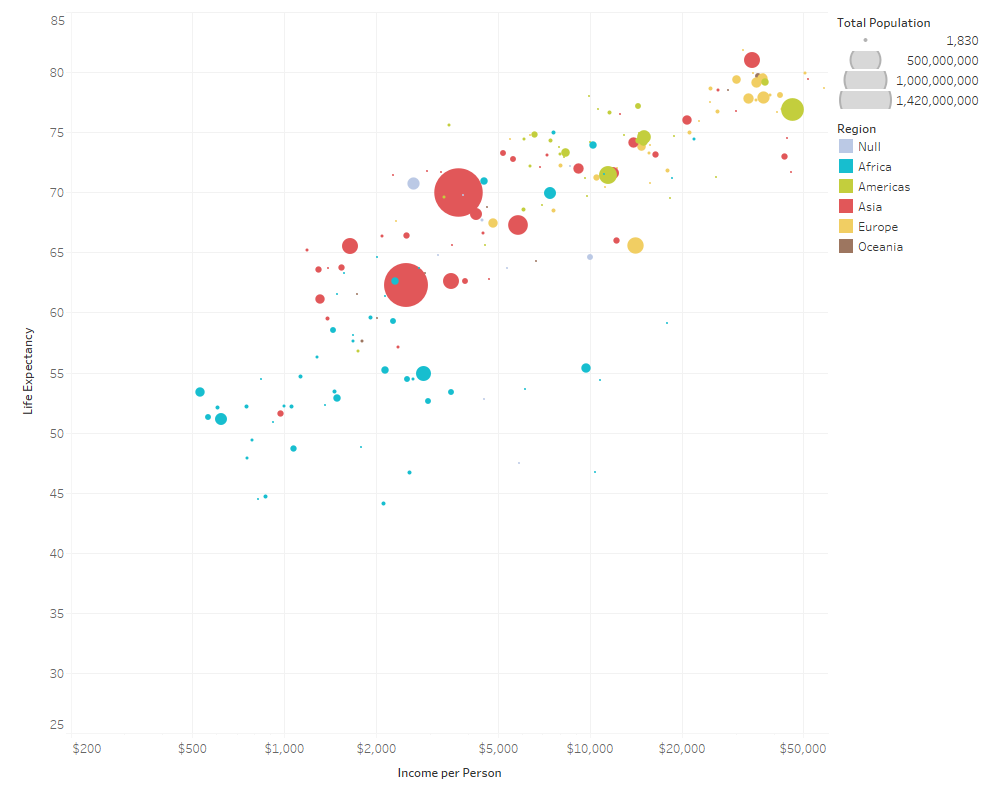 85
80
75
70
65
60
55
50
45
40
35
30
25
Life Expectancy
$200 $500 $1,000 $2,000 $5,000 $10,000 $20,000 $50,000
Income per Person
Total Population
1,830
500,000,000
1,000,000,000
1,420,000,000
Region
Null
Africa
Americas
Asia
Europe
Oceania